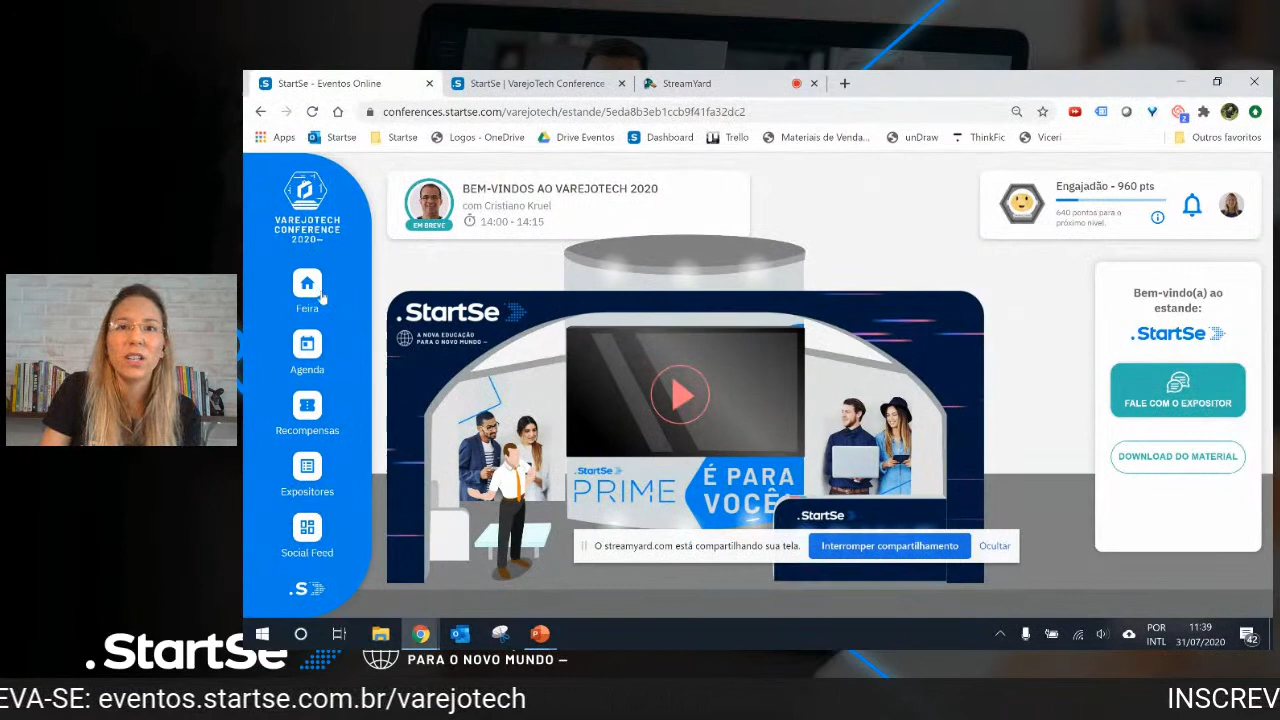 StartSe - Eventos Online
StartSe | VarejoTech Conference
StreamYard
conferences.startse.com/varejotech/estande/5eda8b3eb1ccb9f41fa32dc2
Apps
Startse
Startse
Logos - OneDrive
Drive Eventos
Dashboard
Trello
Materiais de Venda...
unDraw
ThinkFic
Viceri
Outros favoritos
VAREJOTECH
CONFERENCE
2020—
Feira
Agenda
Recompensas
Expositores
Social Feed
.S
EM BREVE
BEM-VINDOS AO VAREJOTECH 2020
com Cristiano Kruel
14:00 - 14:15
Engajadão - 960 pts
640 pontos para o
próximo nível.
.StartSe
A NOVA EDUCAÇÃO
PARA O NOVO MUNDO —
.StartSe
PRIME
É PARA
VOCÊ!
.StartSe
Bem-vindo(a) ao
estande:
.StartSe
FALE COM O EXPOSITOR
DOWNLOAD DO MATERIAL
O streamyard.com está compartilhando sua tela.
Interromper compartilhamento
Ocultar
POR
INTL
11:39
31/07/2020
42
.StartSe
PARA O NOVO MUNDO —
EVA-SE: eventos.startse.com.br/varejotech
INSCREV